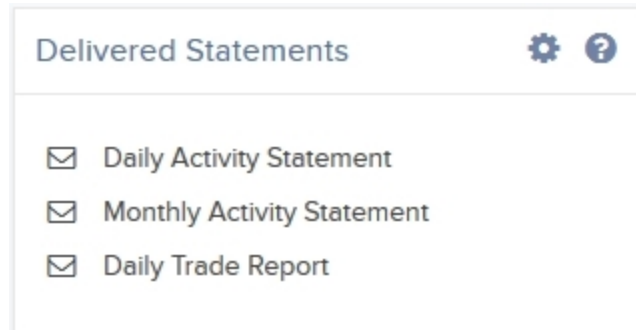 Delivered Statements
Daily Activity Statement
Monthly Activity Statement
Daily Trade Report